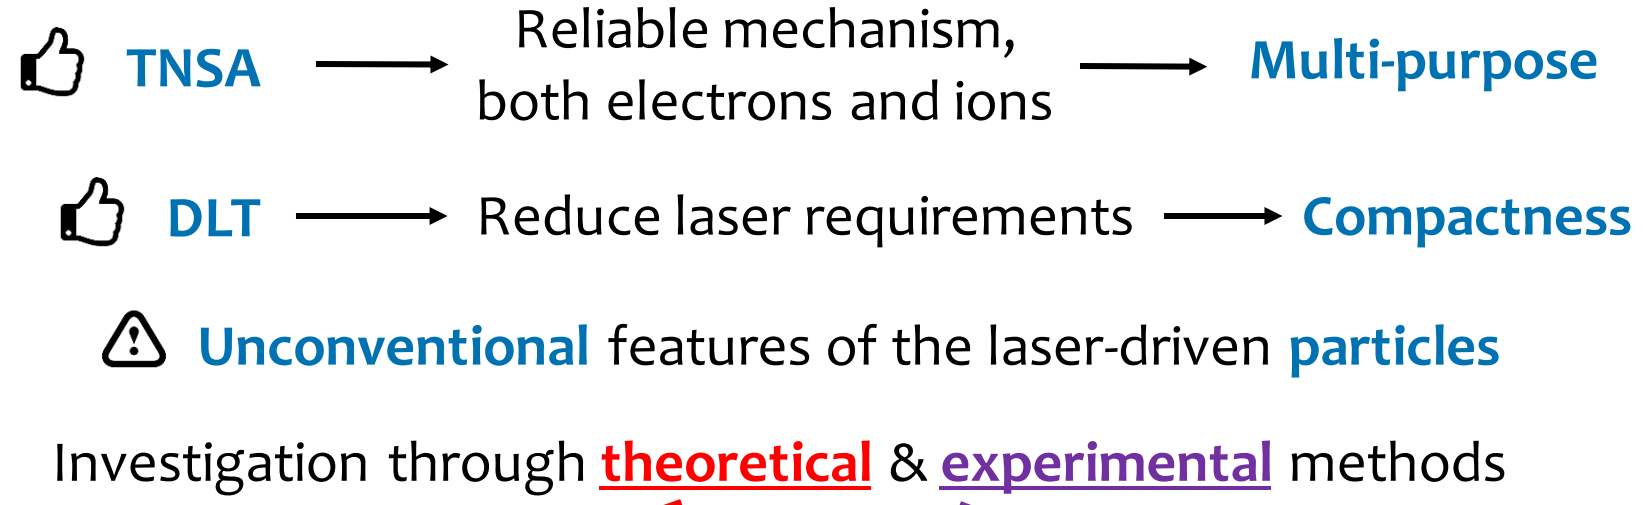 TNSA Reliable mechanism, both electrons and ions Multi-purpose
DLT Reduce laser requirements Compactness
Unconventional features of the laser-driven particles
Investigation through theoretical & experimental methods